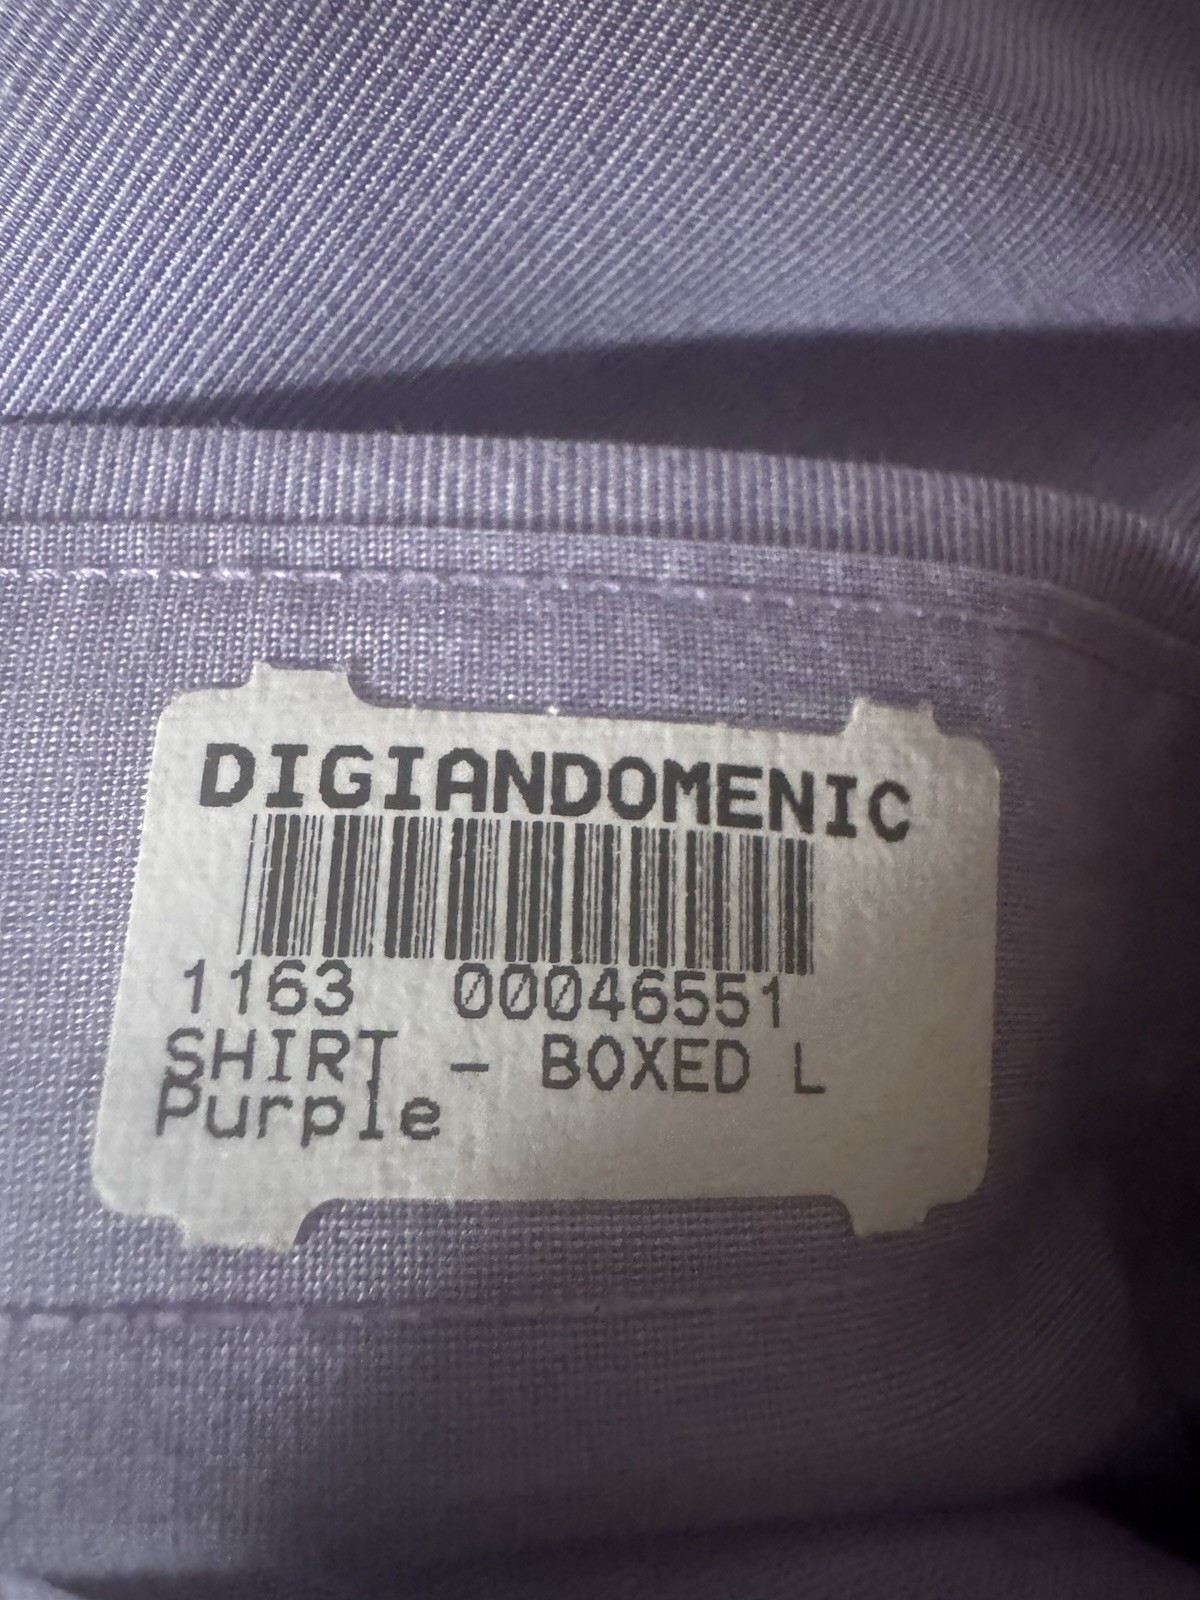 DIGIANDOMENIC
1163 00046551
SHIRT - BOXED L
Purple